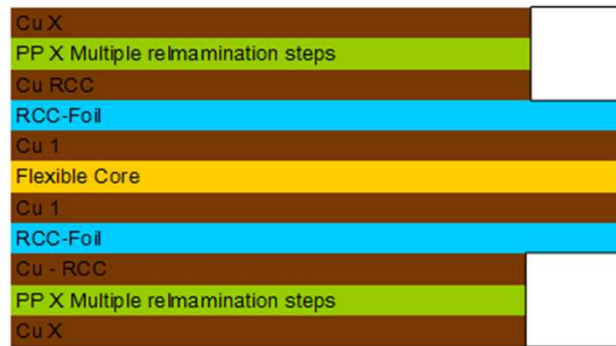 Cu X
PP X Multiple relmamination steps
Cu RCC
RCC-Foil
Cu 1
Flexible Core
Cu 1
RCC-Foil
Cu - RCC
PP X Multiple relmamination steps
Cu X